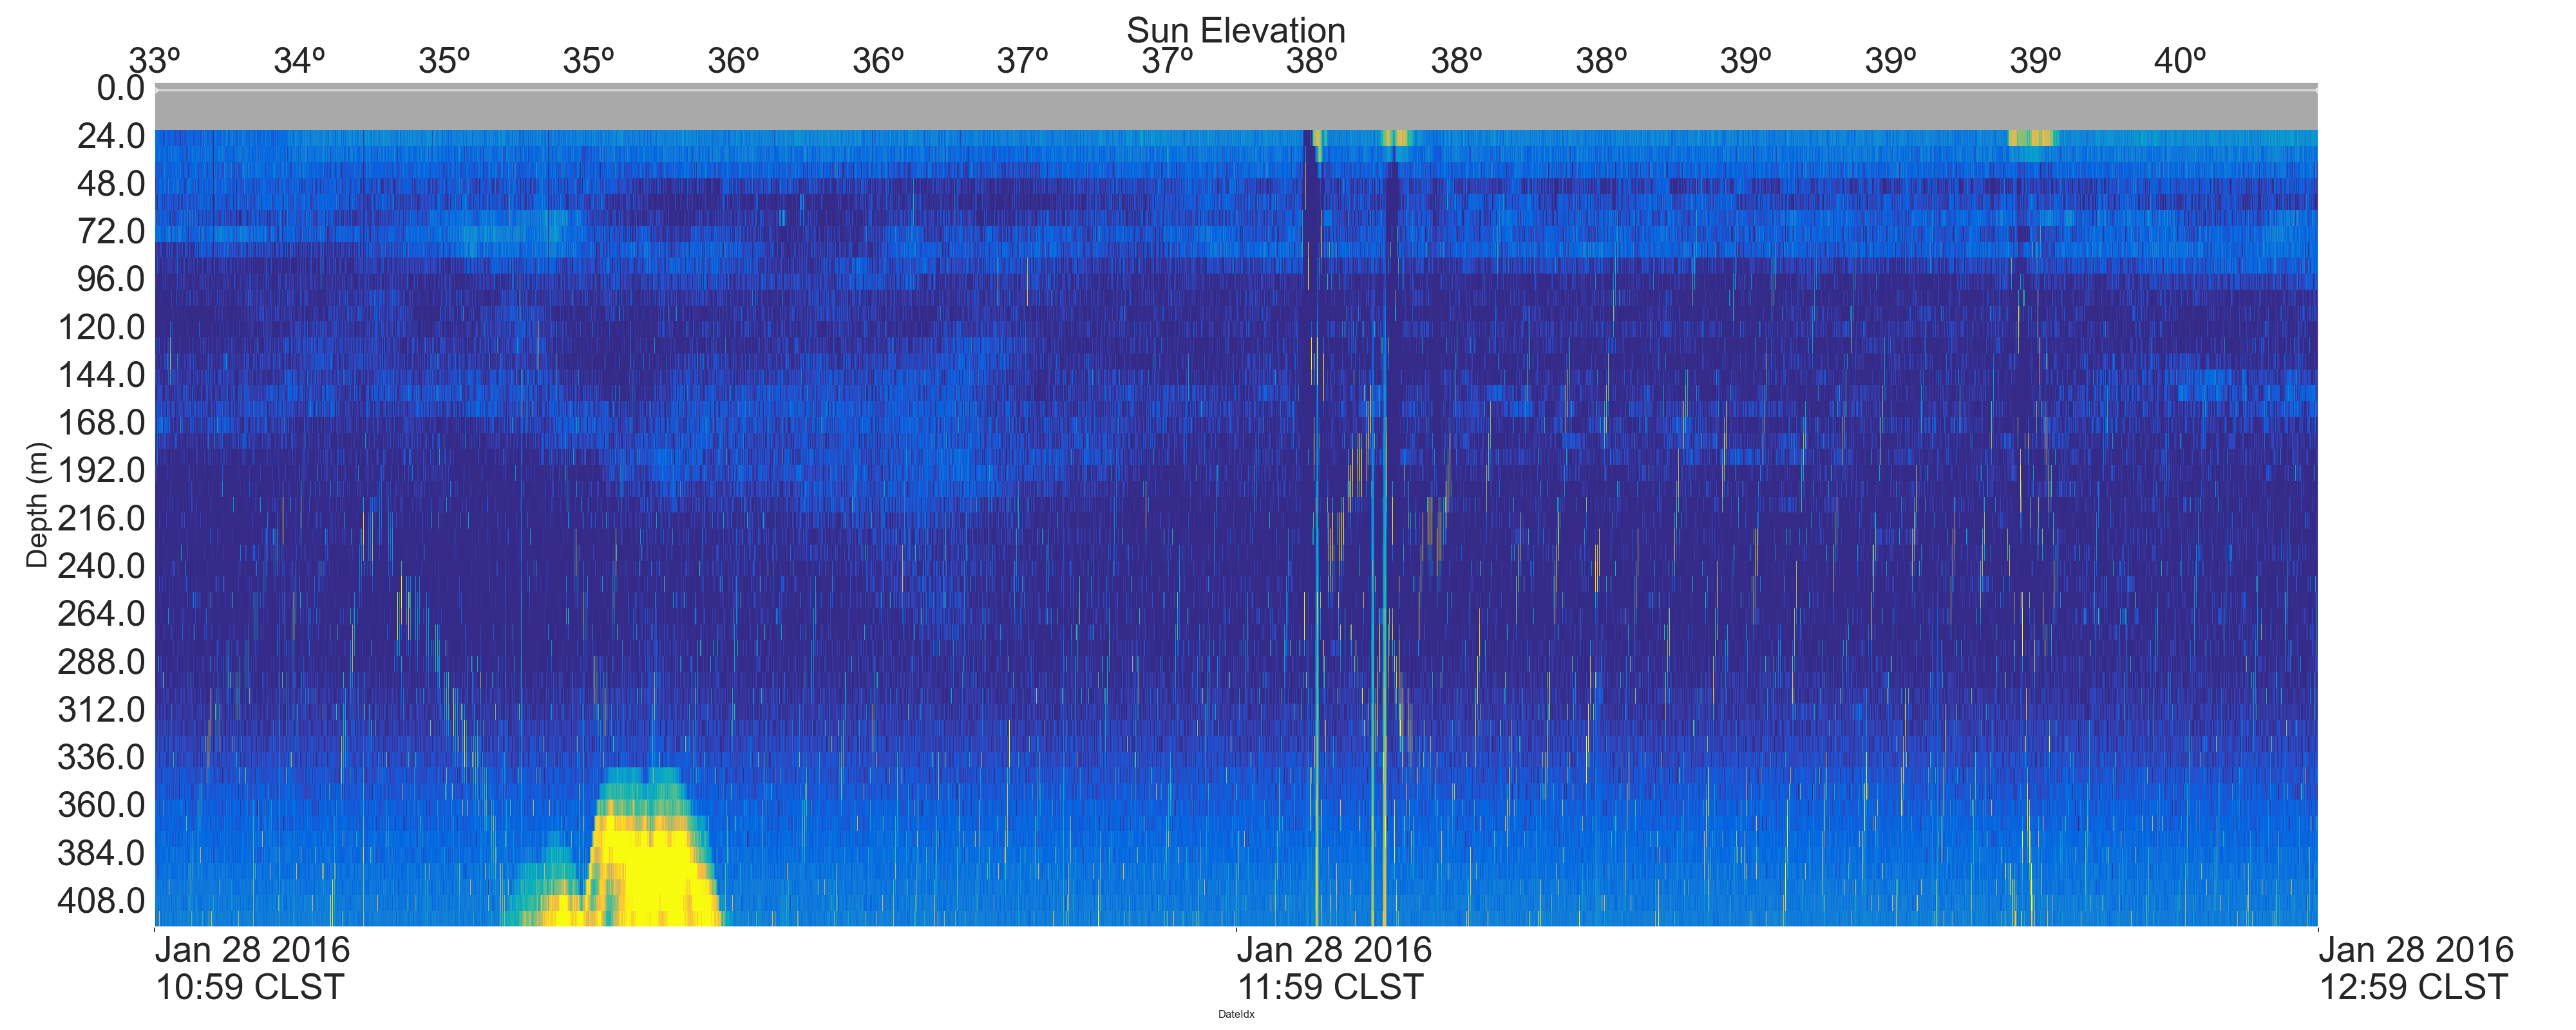 Sun Elevation
33º 34º 35º 35º 36º 36º 37º 37º 38º 38º 38º 39º 39º 39º 40º
0.0
24.0
48.0
72.0
96.0
120.0
144.0
168.0
192.0
216.0
240.0
264.0
288.0
312.0
336.0
360.0
384.0
408.0
Depth (m)
Jan 28 2016
10:59 CLST
Jan 28 2016
11:59 CLST
Jan 28 2016
12:59 CLST
DateIdx